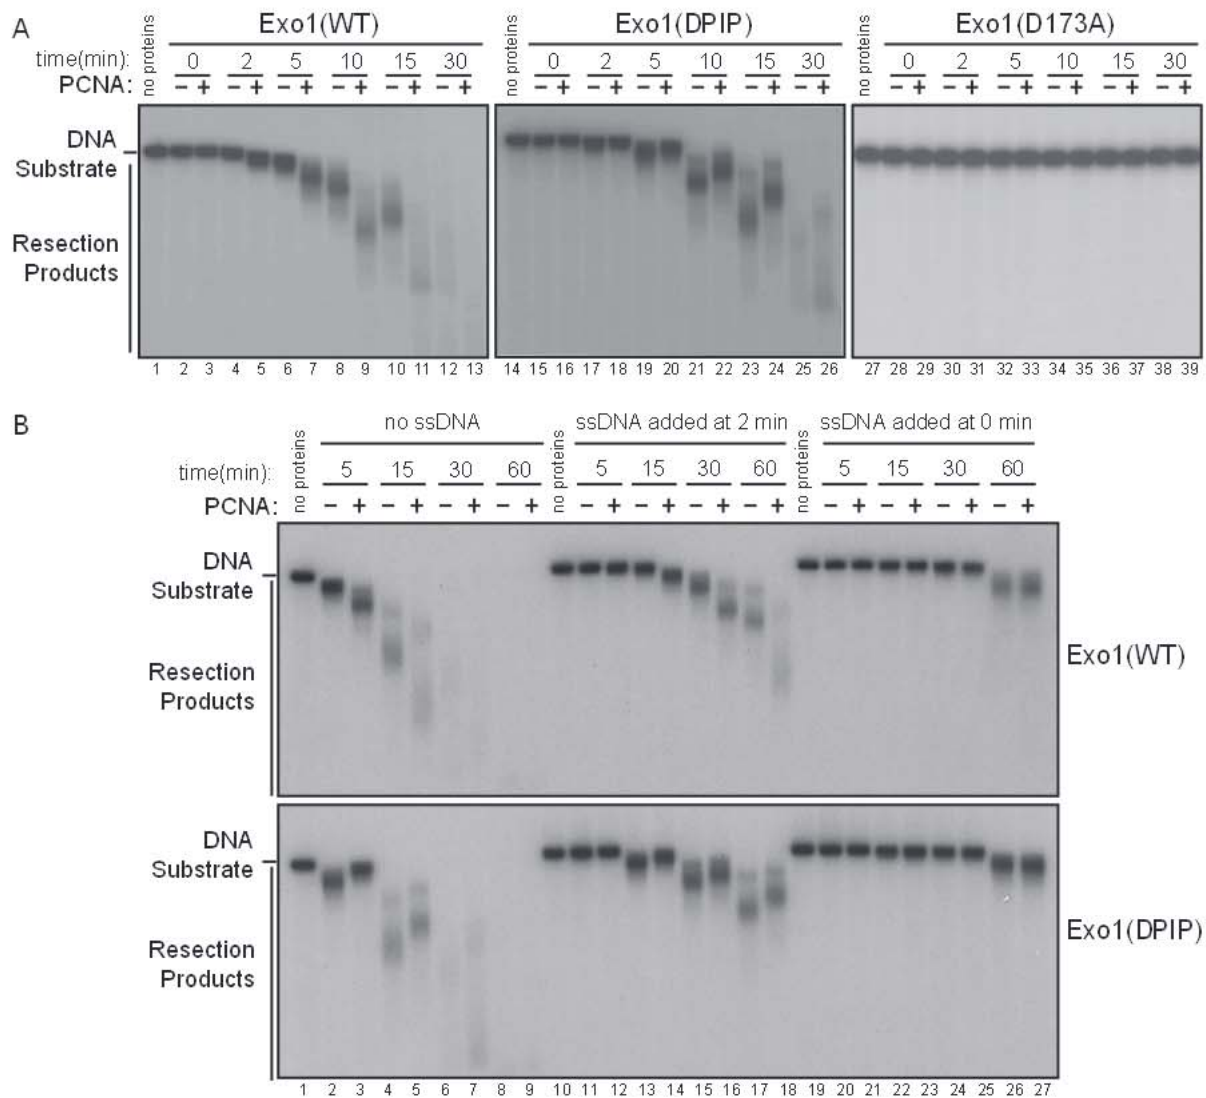 A
Exo1(WT) Exo1(DPIP) Exo1(D173A)
no proteins no proteins no proteins
time(min): 0 2 5 10 15 30 0 2 5 10 15 30 0 2 5 10 15 30
PCNA: − + − + − + − + − + − + − + − + − + − + − + − + − + − + − + − + − + − +
DNA
Substrate
Resection
Products
1 2 3 4 5 6 7 8 9 10 11 12 13 14 15 16 17 18 19 20 21 22 23 24 25 26 27 28 29 30 31 32 33 34 35 36 37 38 39
B
no ssDNA ssDNA added at 2 min ssDNA added at 0 min
no proteins no proteins no proteins
time(min): 5 15 30 60 5 15 30 60 5 15 30 60
PCNA: − + − + − + − + − + − + − + − + − + − + − + − +
DNA
Substrate
Resection
Products
Exo1(WT)
DNA
Substrate
Resection
Products
Exo1(DPIP)
1 2 3 4 5 6 7 8 9 10 11 12 13 14 15 16 17 18 19 20 21 22 23 24 25 26 27